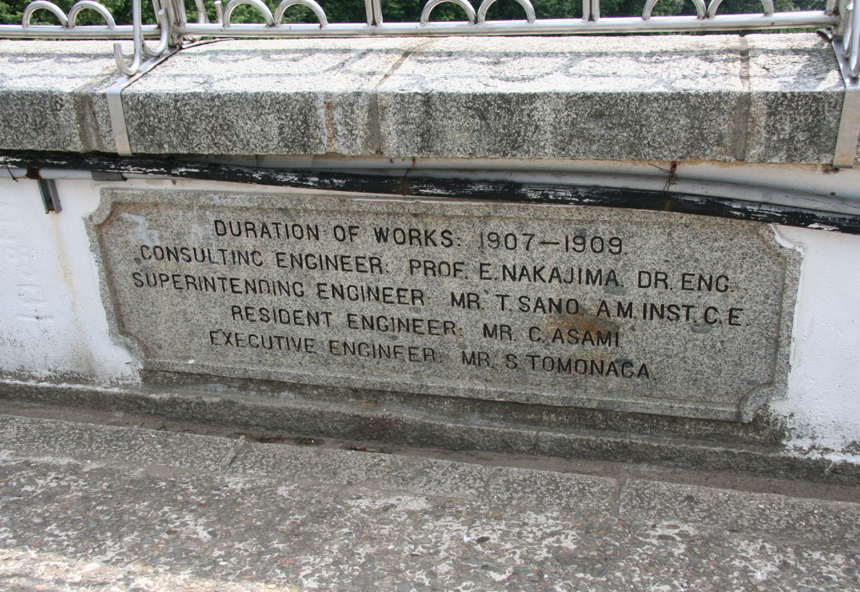 DURATION OF WORKS: 1907-1909.
CONSULTING ENGINEER: PROF. E. NAKAJIMA. DR. ENG.
SUPERINTENDING ENGINEER: MR. T. SANO. A.M. INST. C. E.
RESIDENT ENGINEER: MR. C. ASAMI
EXECUTIVE ENGINEER: MR. S. TOMONAGA.